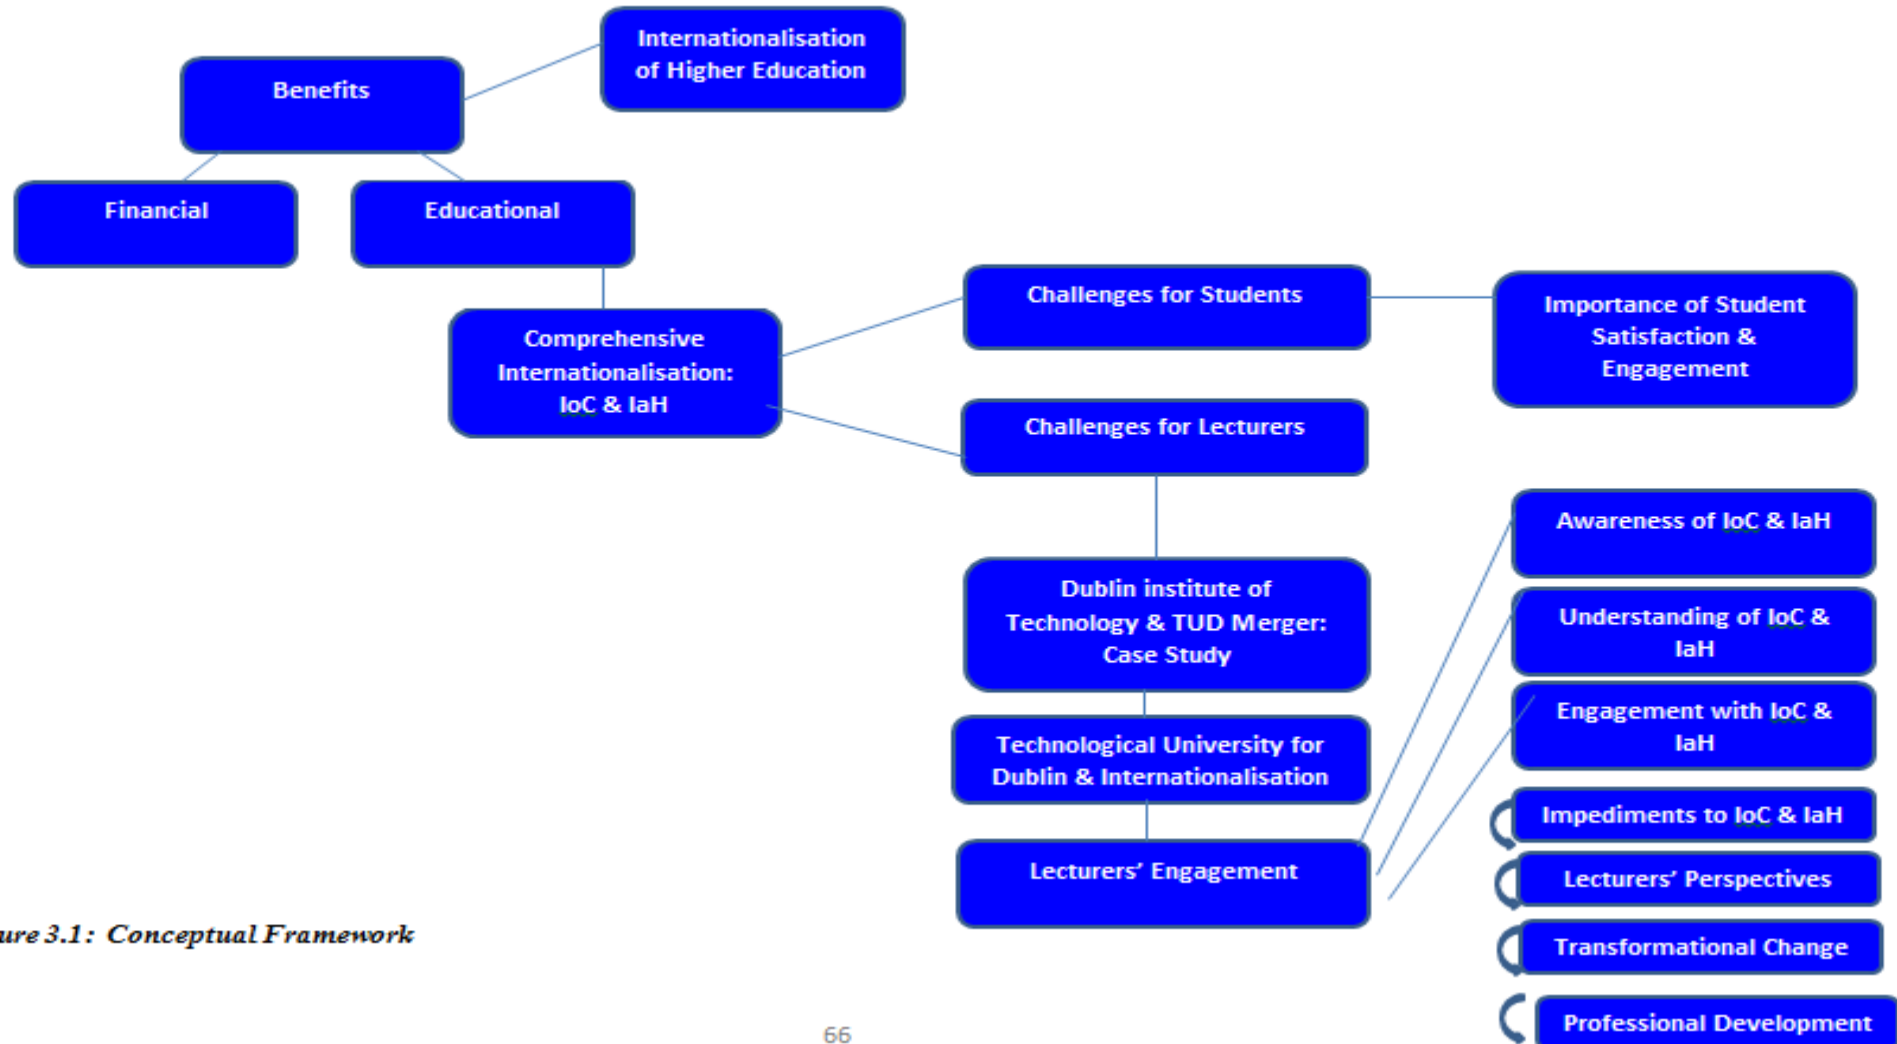 Internationalisation
of Higher Education
Benefits
Financial
Educational
Comprehensive
Internationalisation:
IoC & IaH
Challenges for Students
Importance of Student
Satisfaction &
Engagement
Challenges for Lecturers
Dublin institute of
Technology & TUD Merger:
Case Study
Technological University for
Dublin & Internationalisation
Lecturers’ Engagement
Awareness of IoC & IaH
Understanding of IoC &
IaH
Engagement with IoC &
IaH
Impediments to IoC & IaH
Lecturers’ Perspectives
Transformational Change
Professional Development
ure 3.1: Conceptual Framework
66